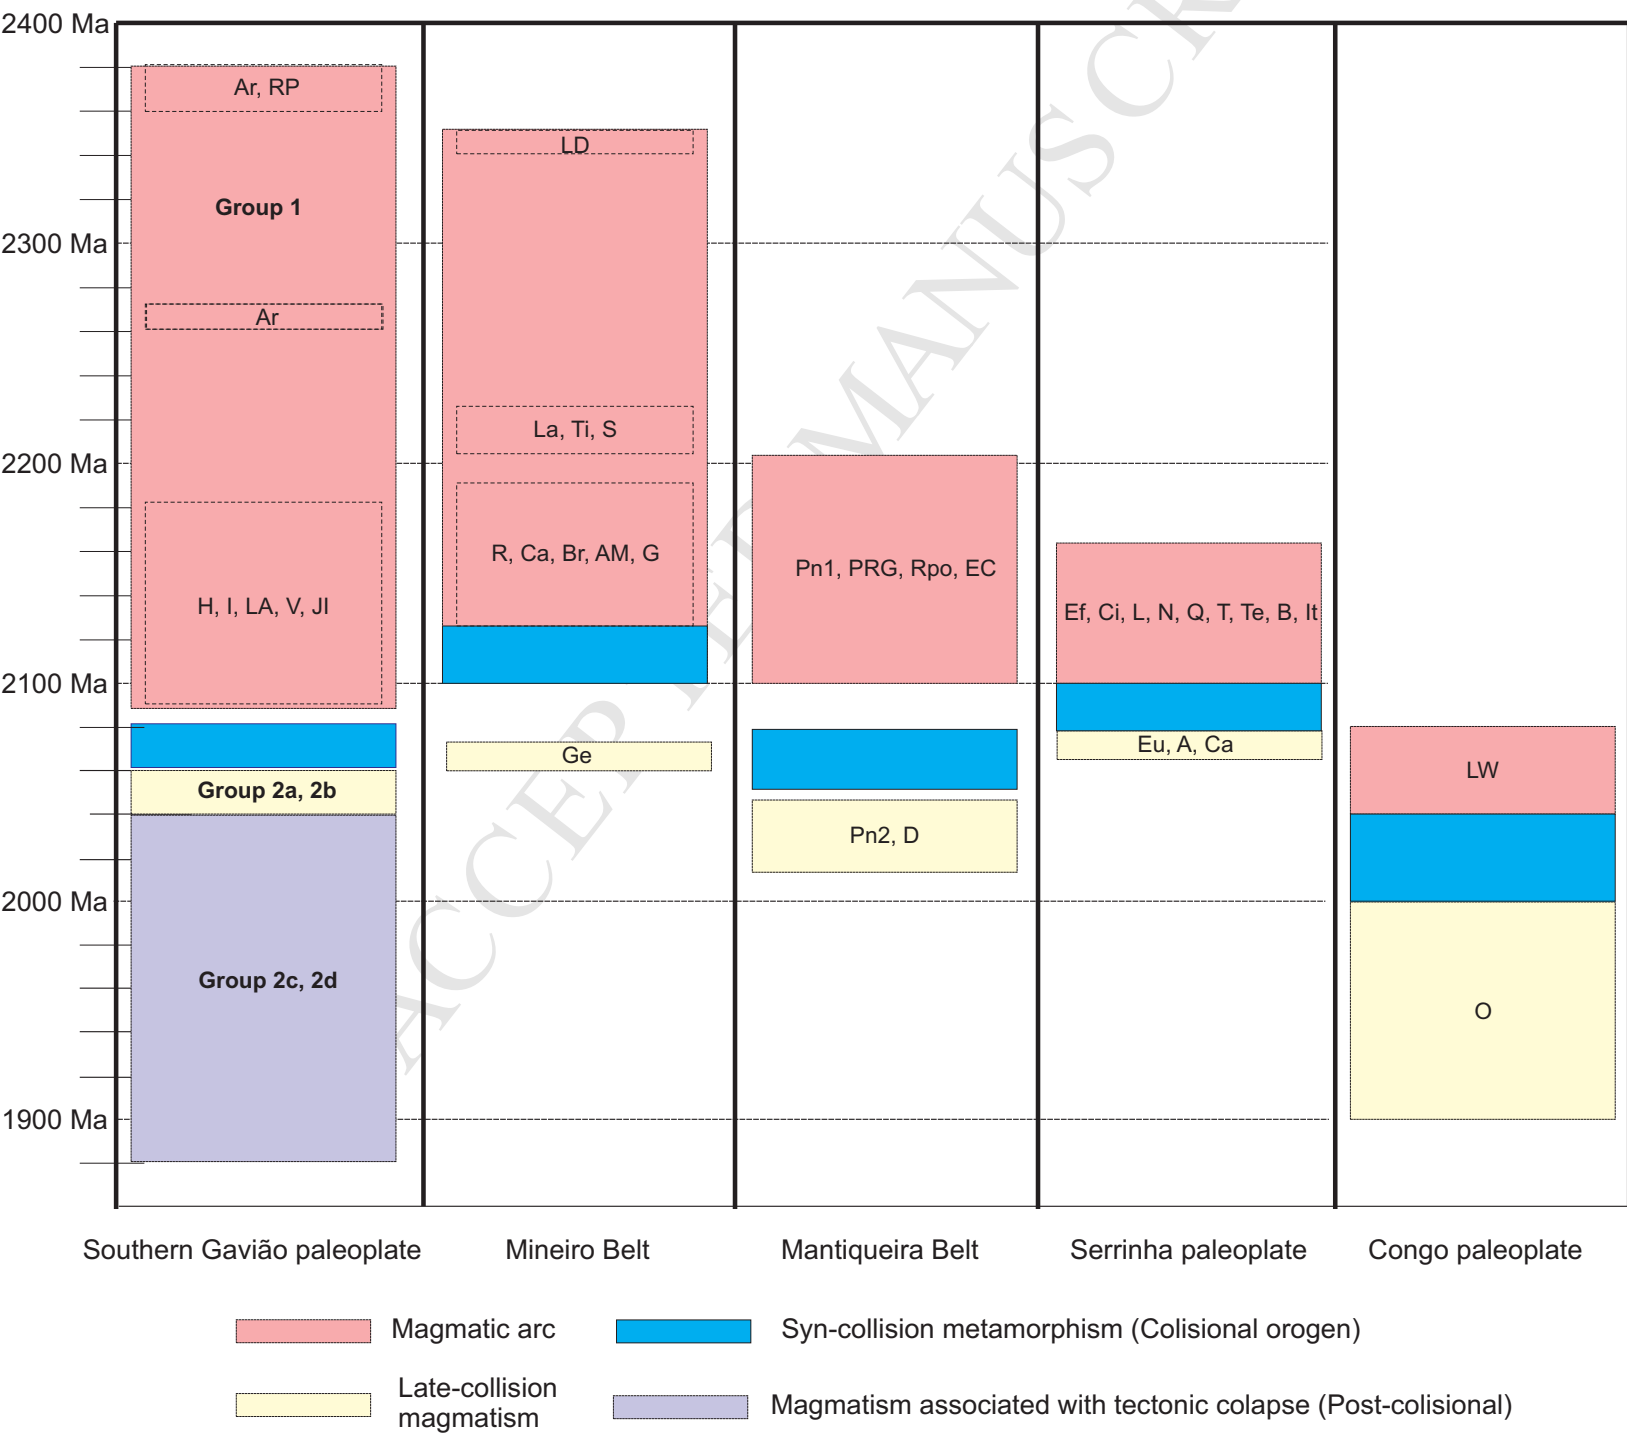 2400 Ma
Ar, RP
LD
Group 1
2300 Ma
Ar
La, Ti, S
2200 Ma
R, Ca, Br, AM, G
Pn1, PRG, Rpo, EC
H, I, LA, V, JI
Ef, Ci, L, N, Q, T, Te, B, It
2100 Ma
Ge
Eu, A, Ca
LW
Group 2a, 2b
Pn2, D
2000 Ma
Group 2c, 2d
O
1900 Ma
ACCEPTED MANUSCR
Southern Gavião paleoplate
Mineiro Belt
Mantiqueira Belt
Serrinha paleoplate
Congo paleoplate
Magmatic arc
Syn-collision metamorphism (Colisional orogen)
Late-collision
magmatism
Magmatism associated with tectonic colapse (Post-colisional)